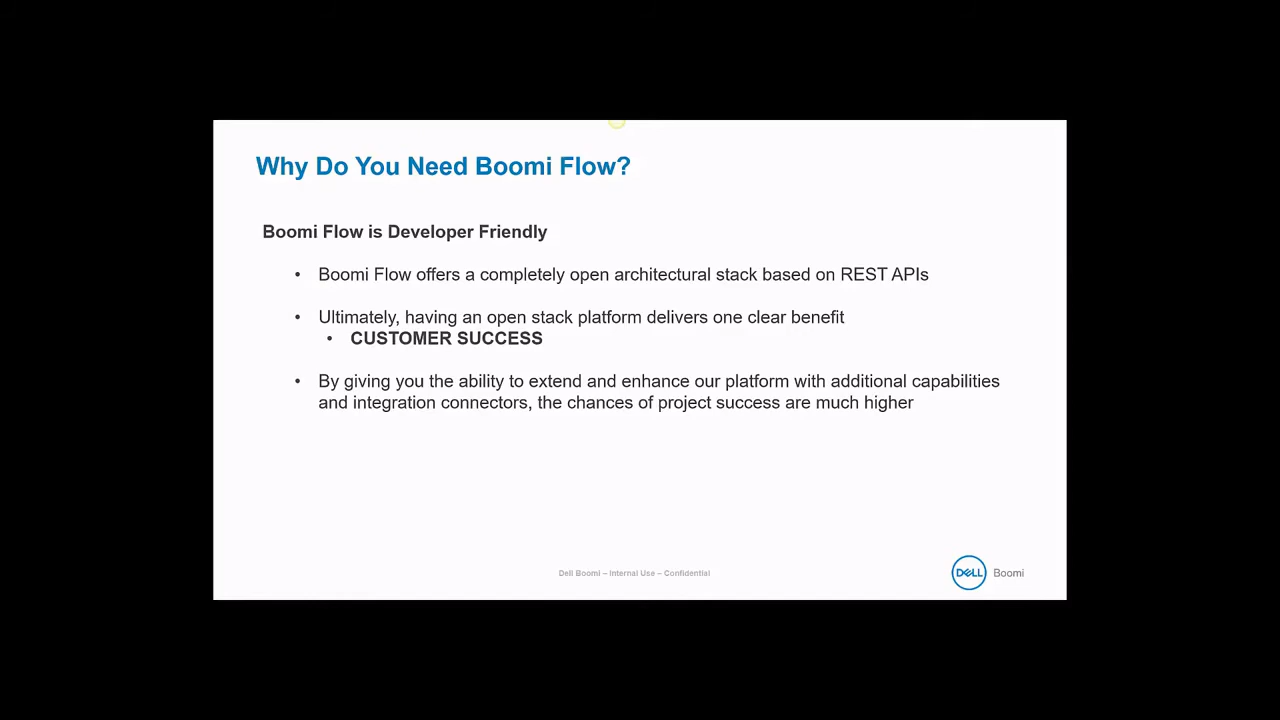 Why Do You Need Boomi Flow?
Boomi Flow is Developer Friendly
• Boomi Flow offers a completely open architectural stack based on REST APIs
• Ultimately, having an open stack platform delivers one clear benefit
• CUSTOMER SUCCESS
• By giving you the ability to extend and enhance our platform with additional capabilities
and integration connectors, the chances of project success are much higher
Dell Boomi – Internal Use – Confidential
DELL Boomi